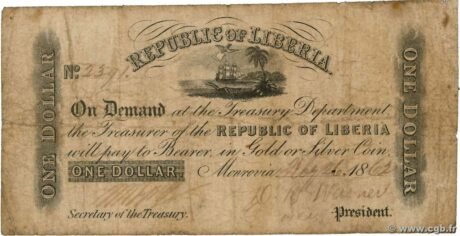 REPUBLIC OF LIBERIA.
ONE DOLLAR
No. 2391
On Demand at the Treasury Department
the Treasurer of the REPUBLIC OF LIBERIA
will pay to Bearer, in Gold or Silver Coin
ONE DOLLAR
Monrovia, 1862
Secretary of the Treasury.
President.
ONE DOLLAR
© www.cgb.fr